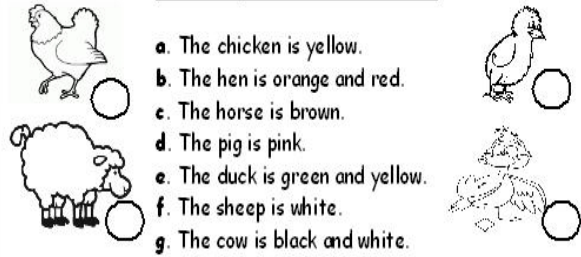 a. The chicken is yellow.
b. The hen is orange and red.
c. The horse is brown.
d. The pig is pink.
e. The duck is green and yellow.
f. The sheep is white.
g. The cow is black and white.